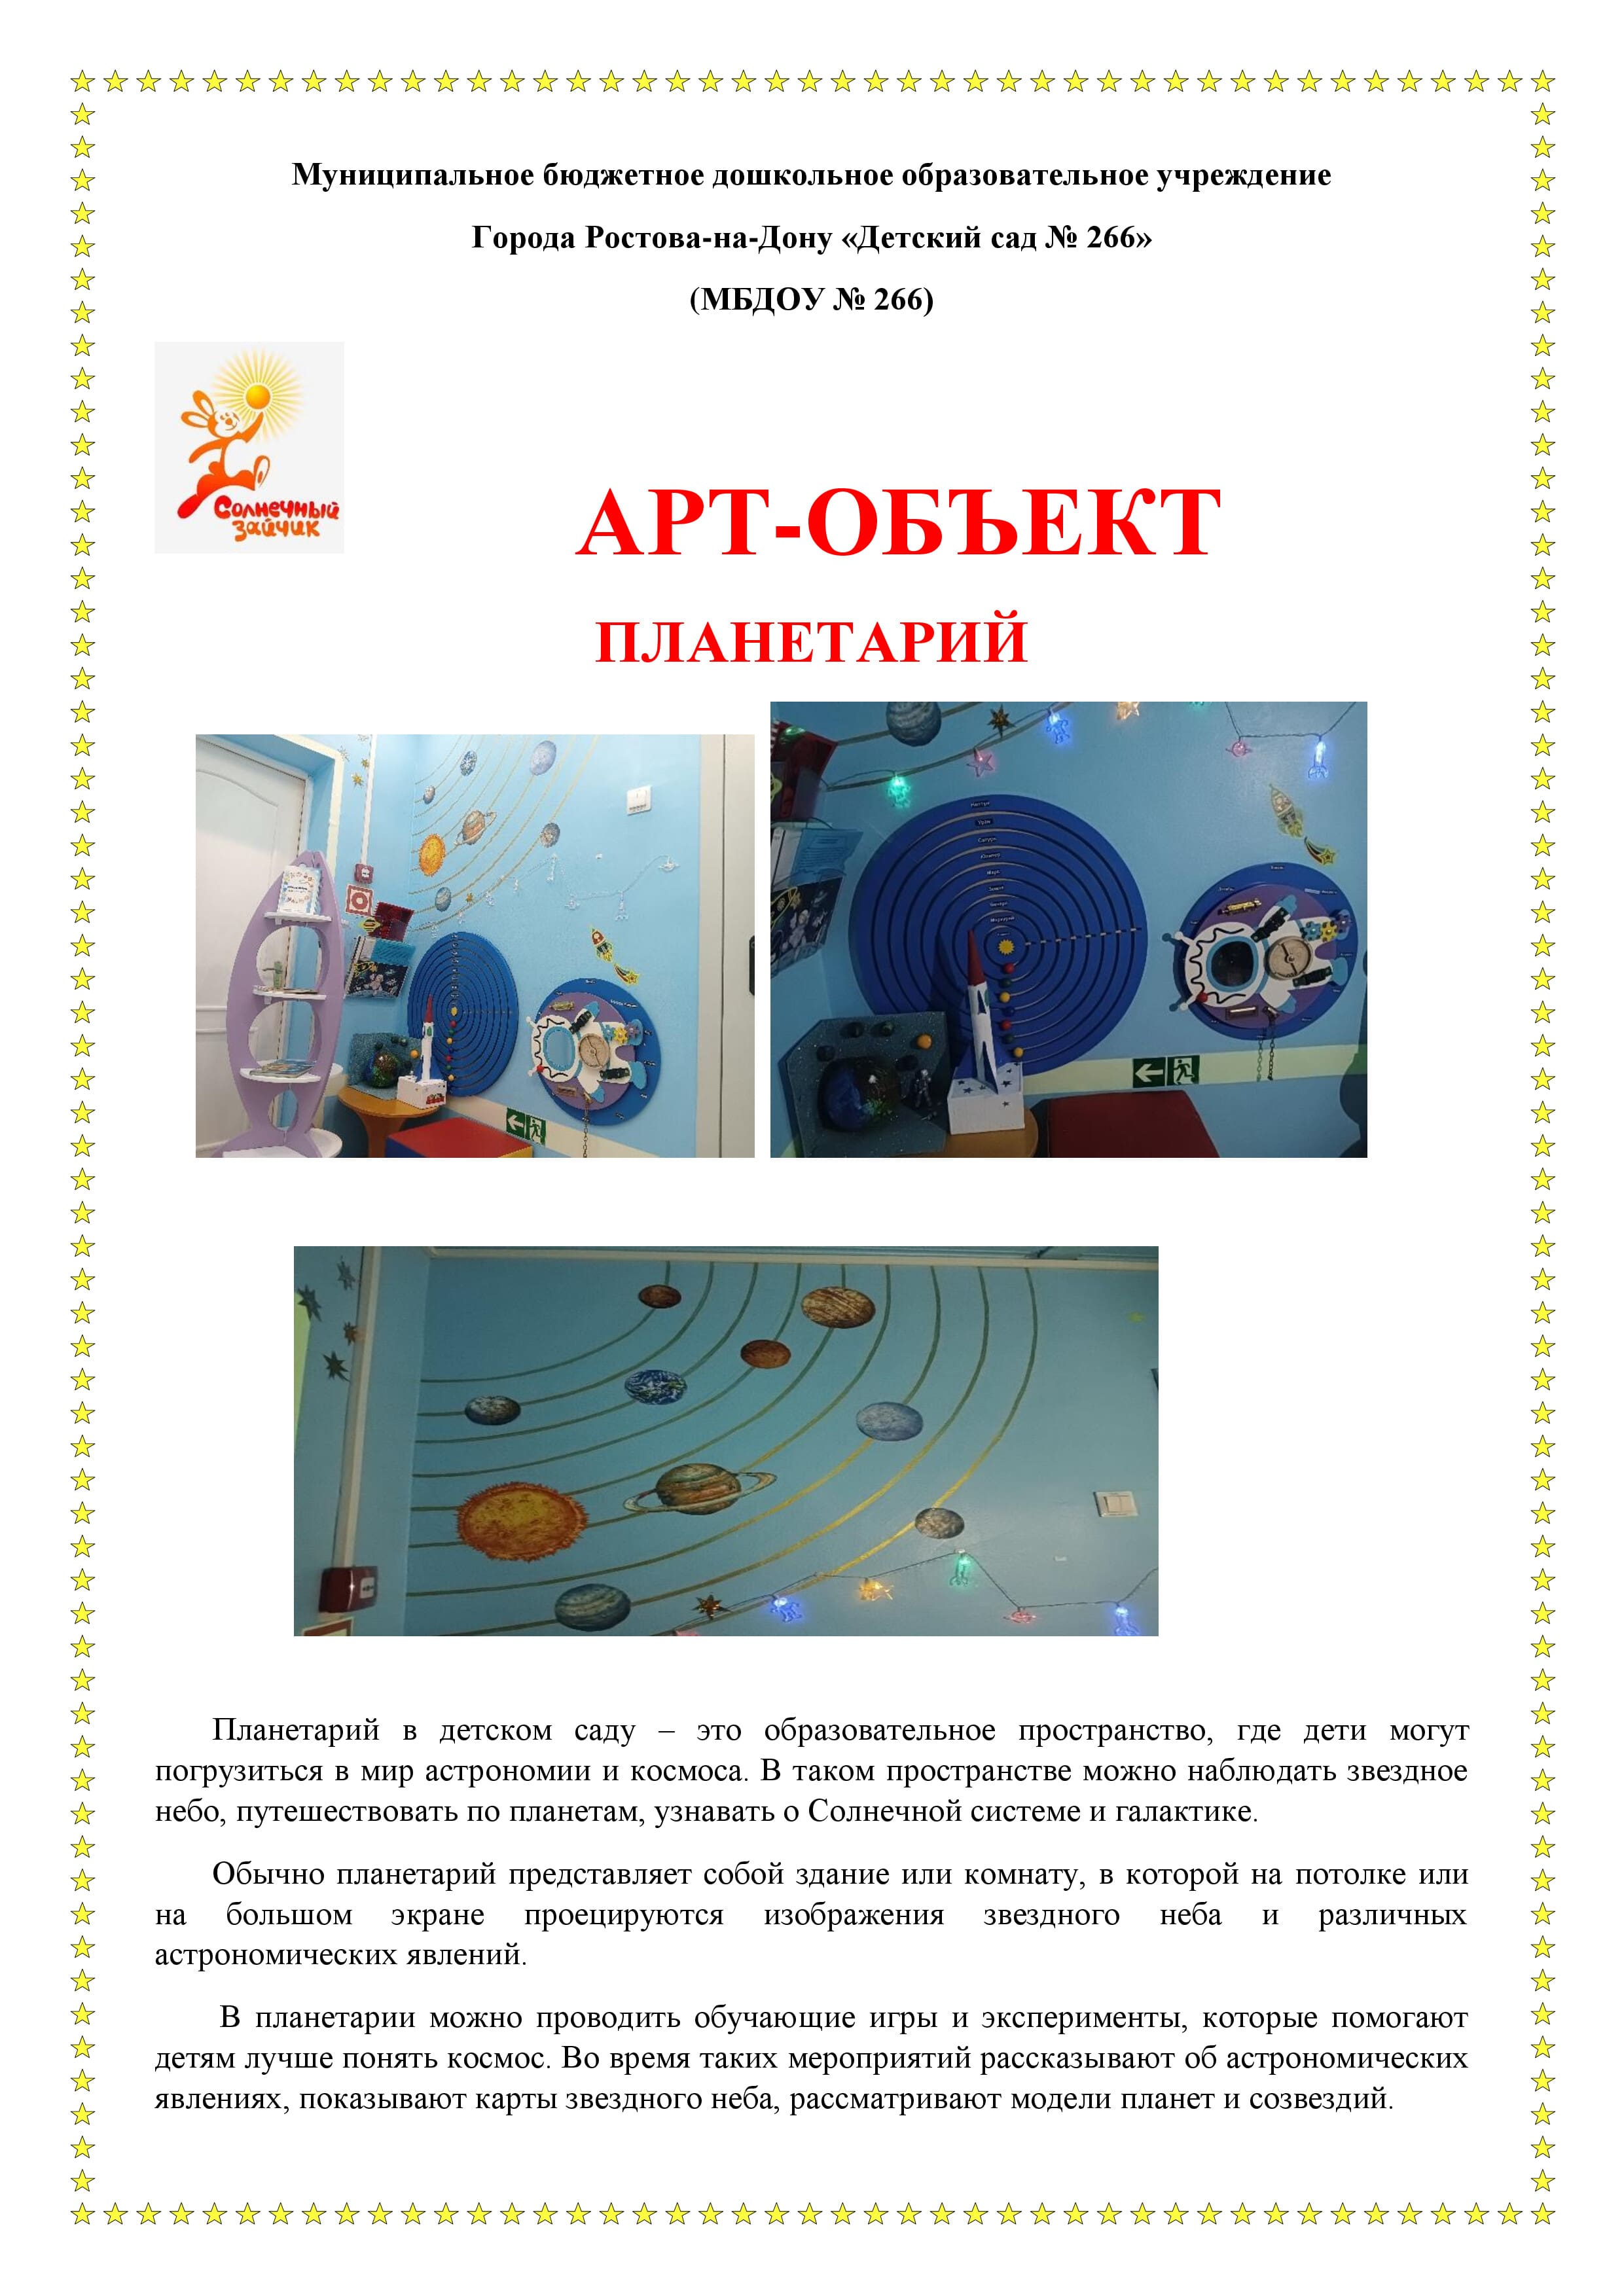 Муниципальное бюджетное дошкольное образовательное учреждение
Города Ростова-на-Дону «Детский сад № 266»
(МБДОУ № 266)
Солнечный
зайчик
АРТ-ОБЪЕКТ
ПЛАНЕТАРИЙ
Планетарий в детском саду – это образовательное пространство, где дети могут
погрузиться в мир астрономии и космоса. В таком пространстве можно наблюдать звездное
небо, путешествовать по планетам, узнавать о Солнечной системе и галактике.
Обычно планетарий представляет собой здание или комнату, в которой на потолке или
на большом экране проецируются изображения звездного неба и различных
астрономических явлений.
В планетарии можно проводить обучающие игры и эксперименты, которые помогают
детям лучше понять космос. Во время таких мероприятий рассказывают об астрономических
явлениях, показывают карты звездного неба, рассматривают модели планет и созвездий.